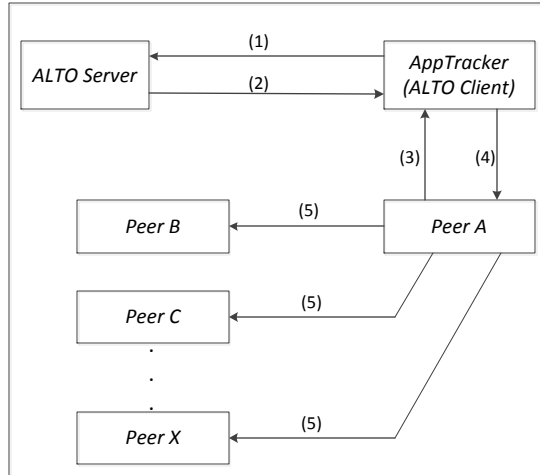 (1)
ALTO Server
AppTracker
(ALTO Client)
(2)
(3)
(4)
Peer B
(5)
Peer A
Peer C
(5)
.
.
.
Peer X
(5)